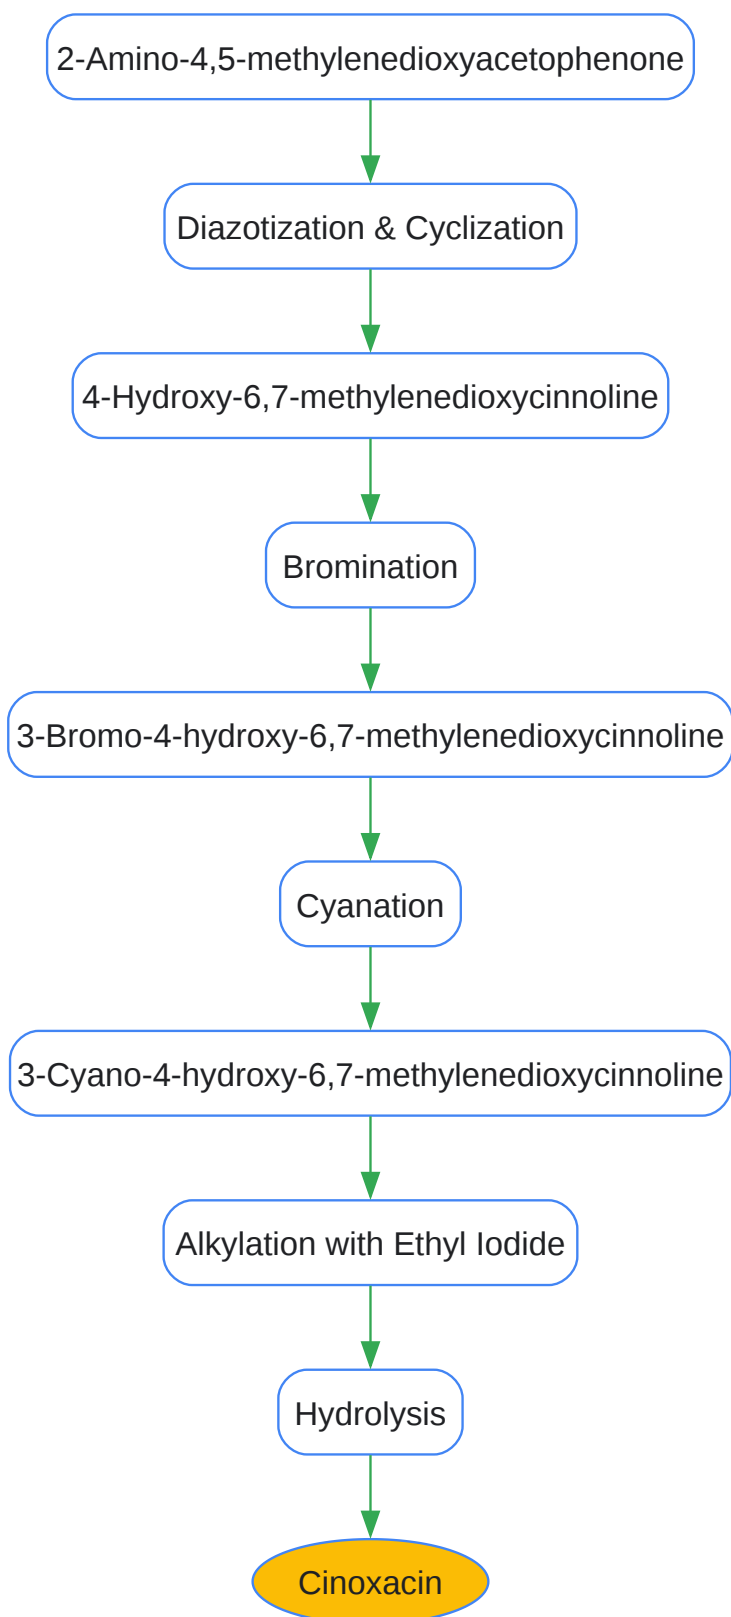 2-Amino-4,5-methylenedioxyacetophenone
Diazotization & Cyclization
4-Hydroxy-6,7-methylenedioxycinnoline
Bromination
3-Bromo-4-hydroxy-6,7-methylenedioxycinnoline
Cyanation
3-Cyano-4-hydroxy-6,7-methylenedioxycinnoline
Alkylation with Ethyl Iodide
Hydrolysis
Cinoxacin